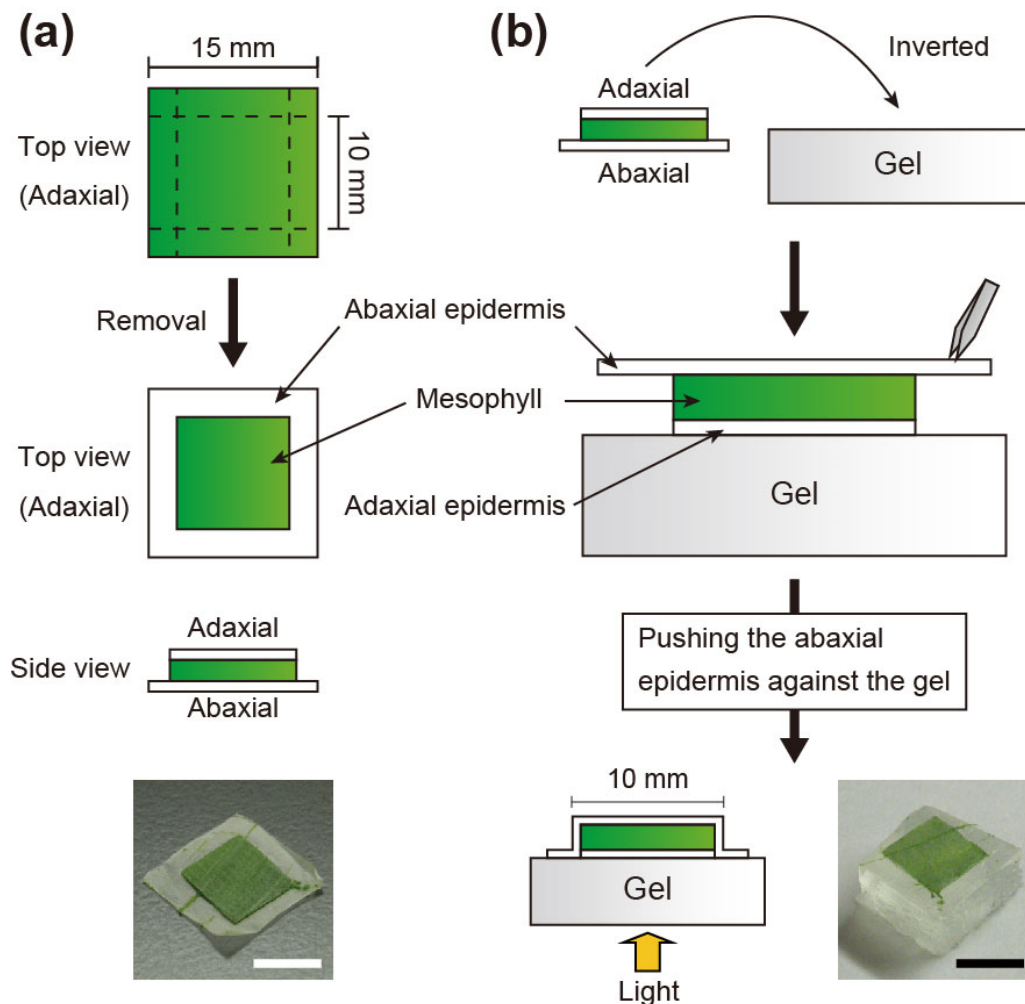 (a)
15 mm
Top view
(Adaxial)
10 mm
Removal
Top view
(Adaxial)
Side view
Adaxial
Abaxial
(b)
Inverted
Adaxial
Abaxial
Gel
Abaxial epidermis
Mesophyll
Adaxial epidermis
Gel
Pushing the abaxial
epidermis against the gel
10 mm
Gel
Light